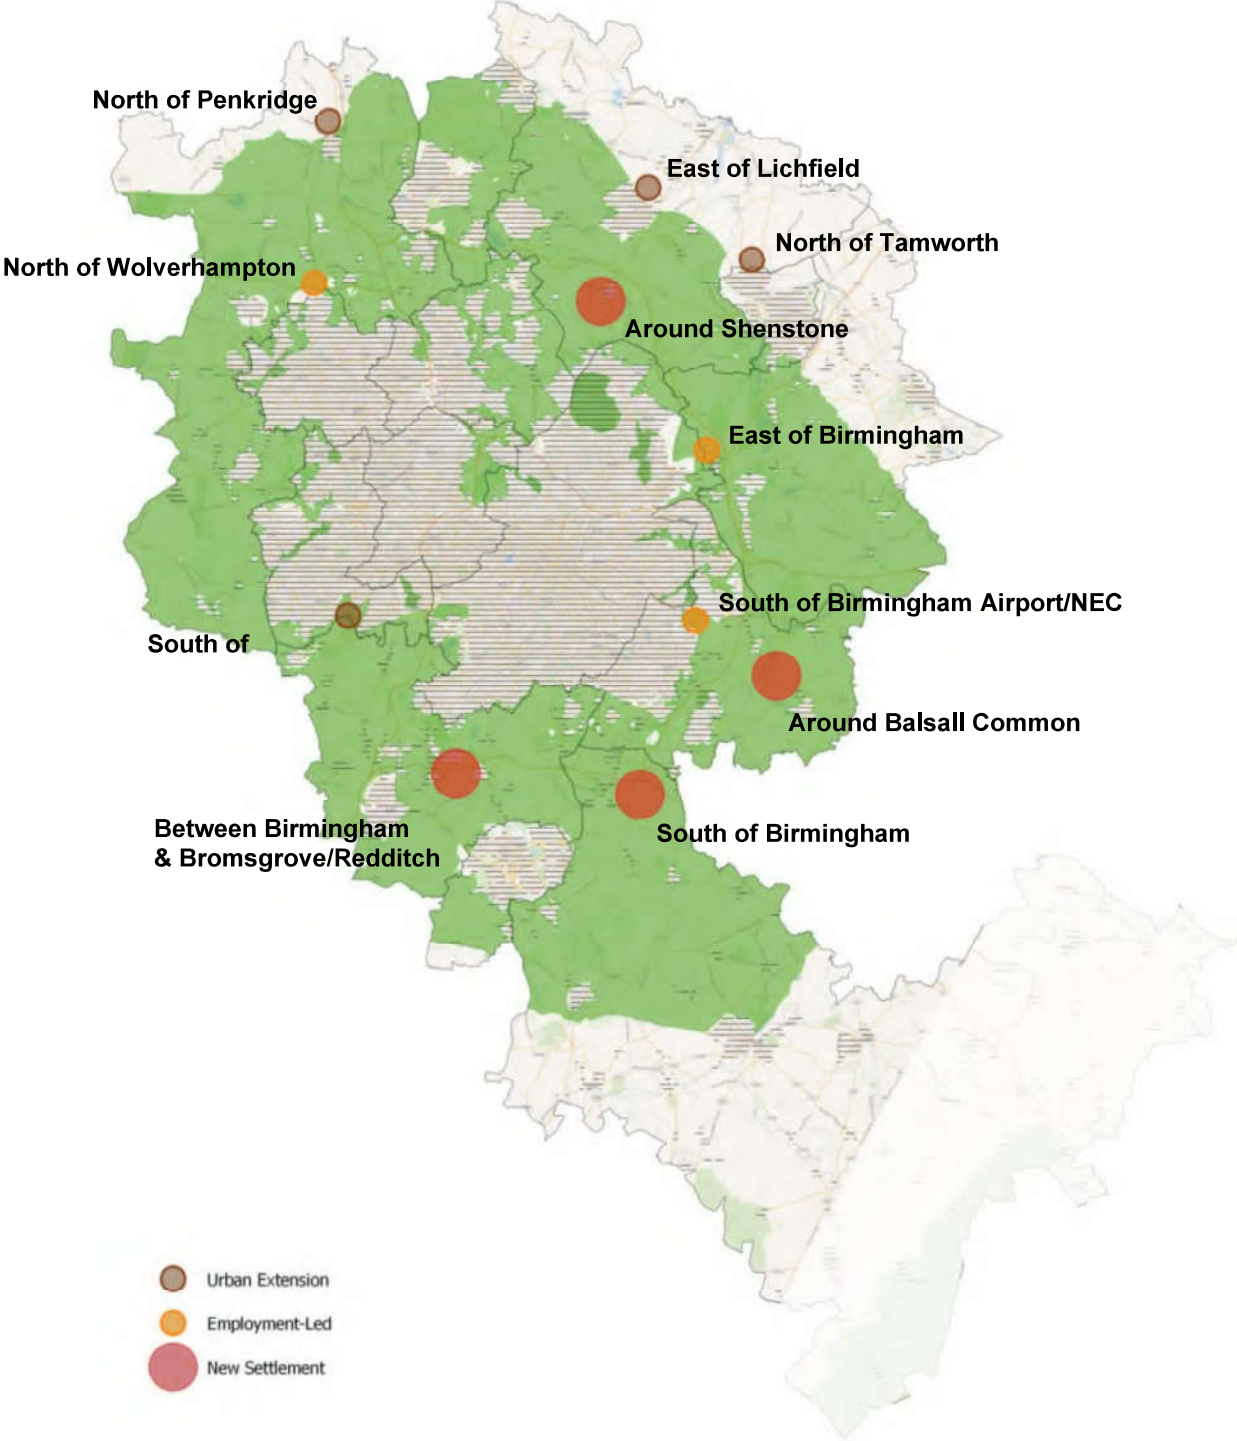 North of Penkridge
East of Lichfield
North of Tamworth
North of Wolverhampton
Around Shenstone
East of Birmingham
South of Birmingham Airport/NEC
South of
Around Balsall Common
Between Birmingham
& Bromsgrove/Redditch
South of Birmingham
Urban Extension
Employment-Led
New Settlement